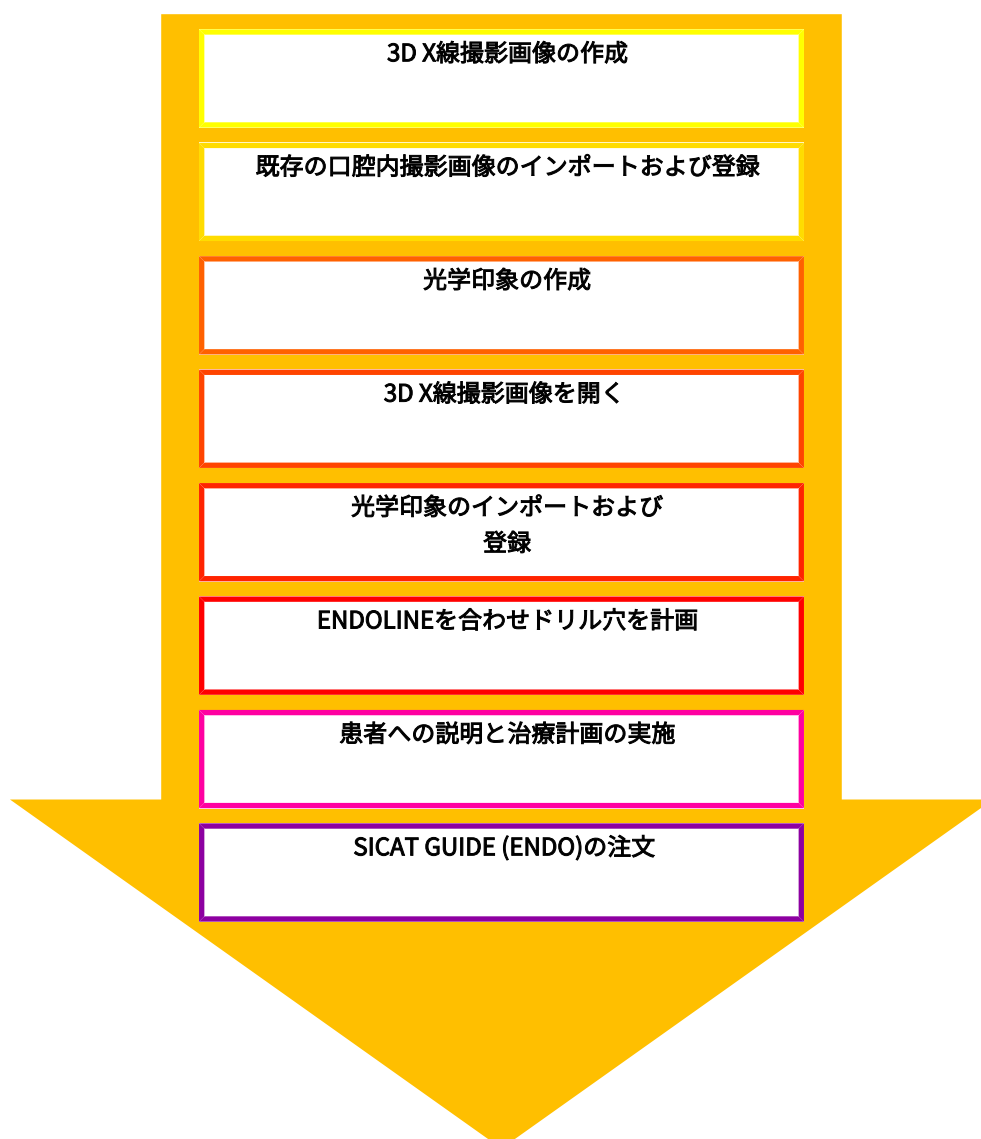 3D X線撮影画像の作成
既存の口腔内撮影画像のインポートおよび登録
光学印象の作成
3D X線撮影画像を開く
光学印象のインポートおよび
登録
ENDOLINEを合わせドリル穴を計画
患者への説明と治療計画の実施
SICAT GUIDE (ENDO)の注文